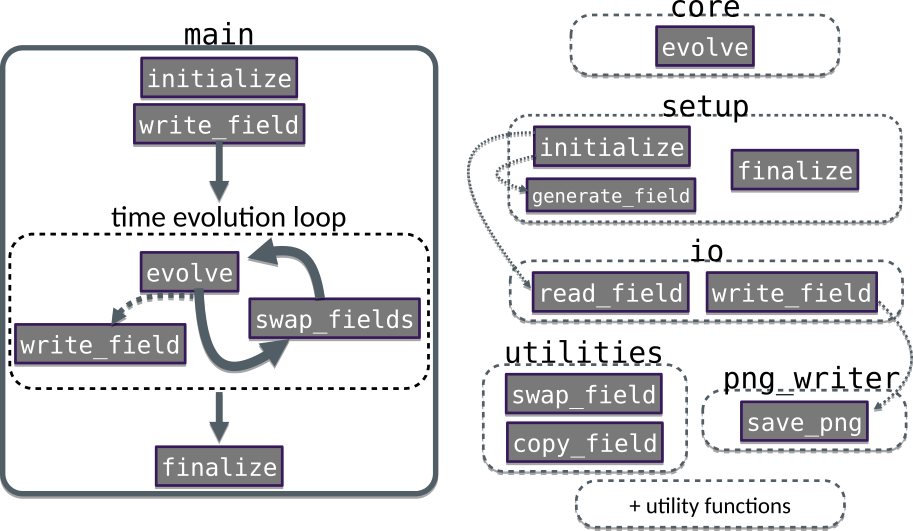 main
initialize
write_field
time evolution loop
evolve
swap_fields
write_field
finalize
core
evolve
setup
initialize
finalize
generate_field
io
read_field
write_field
utilities
swap_field
copy_field
png_writer
save_png
+ utility functions